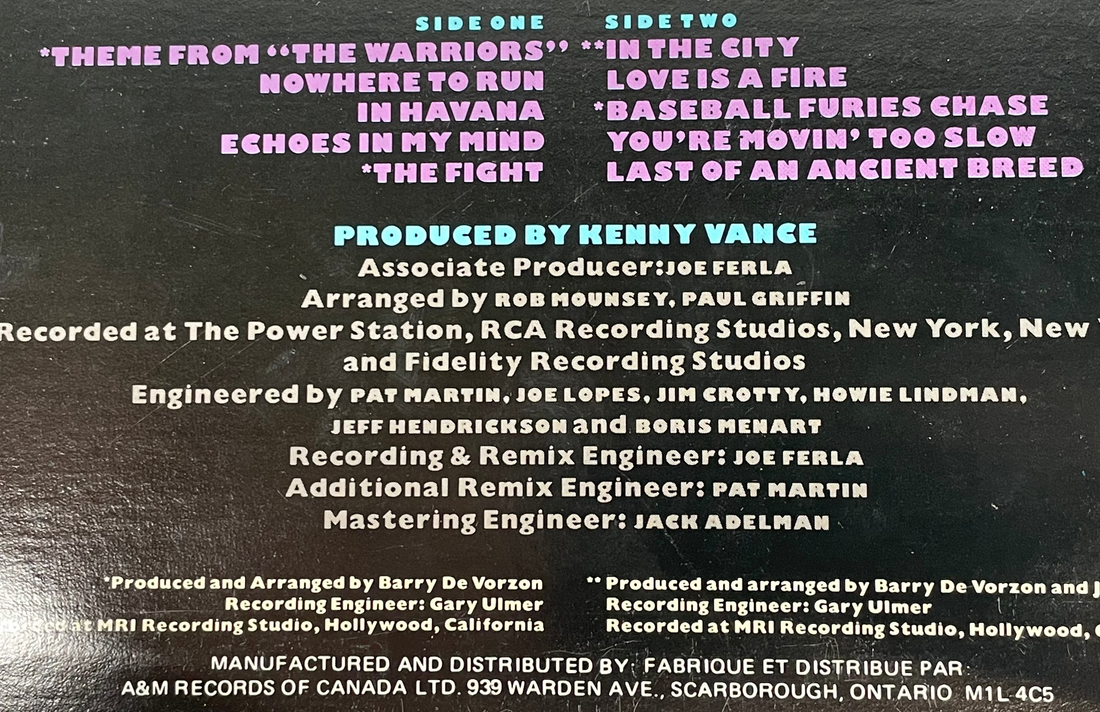 SIDE ONE
*THEME FROM “THE WARRIORS”
NOWHERE TO RUN
IN HAVANA
ECHOES IN MY MIND
*THE FIGHT
SIDE TWO
**IN THE CITY
LOVE IS A FIRE
*BASEBALL FURIES CHASE
YOU'RE MOVIN' TOO SLOW
LAST OF AN ANCIENT BREED
PRODUCED BY KENNY VANCE
Associate Producer:JOE FERLA
Arranged by ROB MOUNSEY, PAUL GRIFFIN
Recorded at The Power Station, RCA Recording Studios, New York, New
and Fidelity Recording Studios
Engineered by PAT MARTIN, JOE LOPES, JIM CROTTY, HOWIE LINDMAN,
JEFF HENDRICKSON and BORIS MENART
Recording & Remix Engineer: JOE FERLA
Additional Remix Engineer: PAT MARTIN
Mastering Engineer: JACK ADELMAN
*Produced and Arranged by Barry De Vorzon
Recording Engineer: Gary Ulmer
at MRI Recording Studio, Hollywood, California
** Produced and arranged by Barry De Vorzon and
Recording Engineer: Gary Ulmer
Recorded at MRI Recording Studio, Hollywood,
MANUFACTURED AND DISTRIBUTED BY: FABRIQUE ET DISTRIBUE PAR:
A&M RECORDS OF CANADA LTD. 939 WARDEN AVE., SCARBOROUGH, ONTARIO M1L 4C5